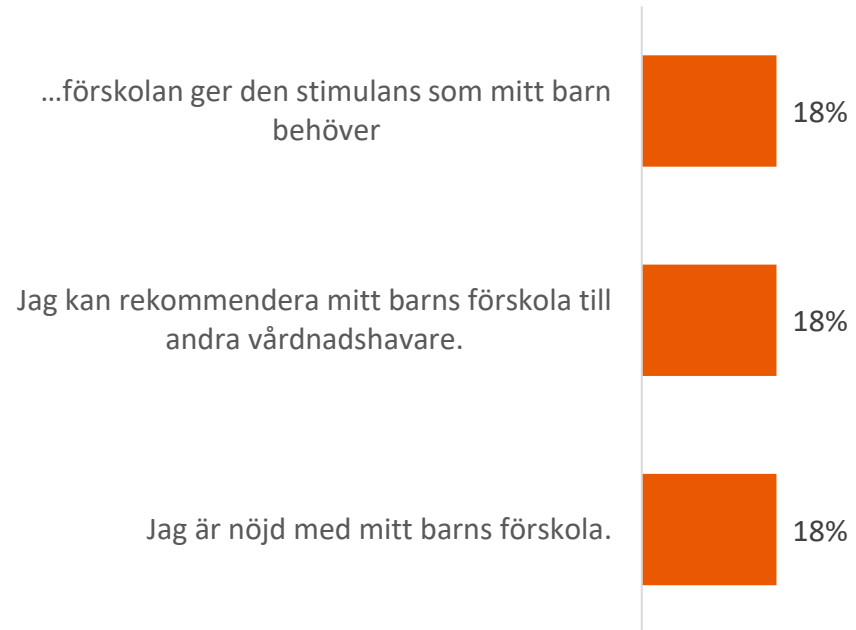 …förskolan ger den stimulans som mitt barn
behöver
18%
Jag kan rekommendera mitt barns förskola till
andra vårdnadshavare.
18%
Jag är nöjd med mitt barns förskola.
18%